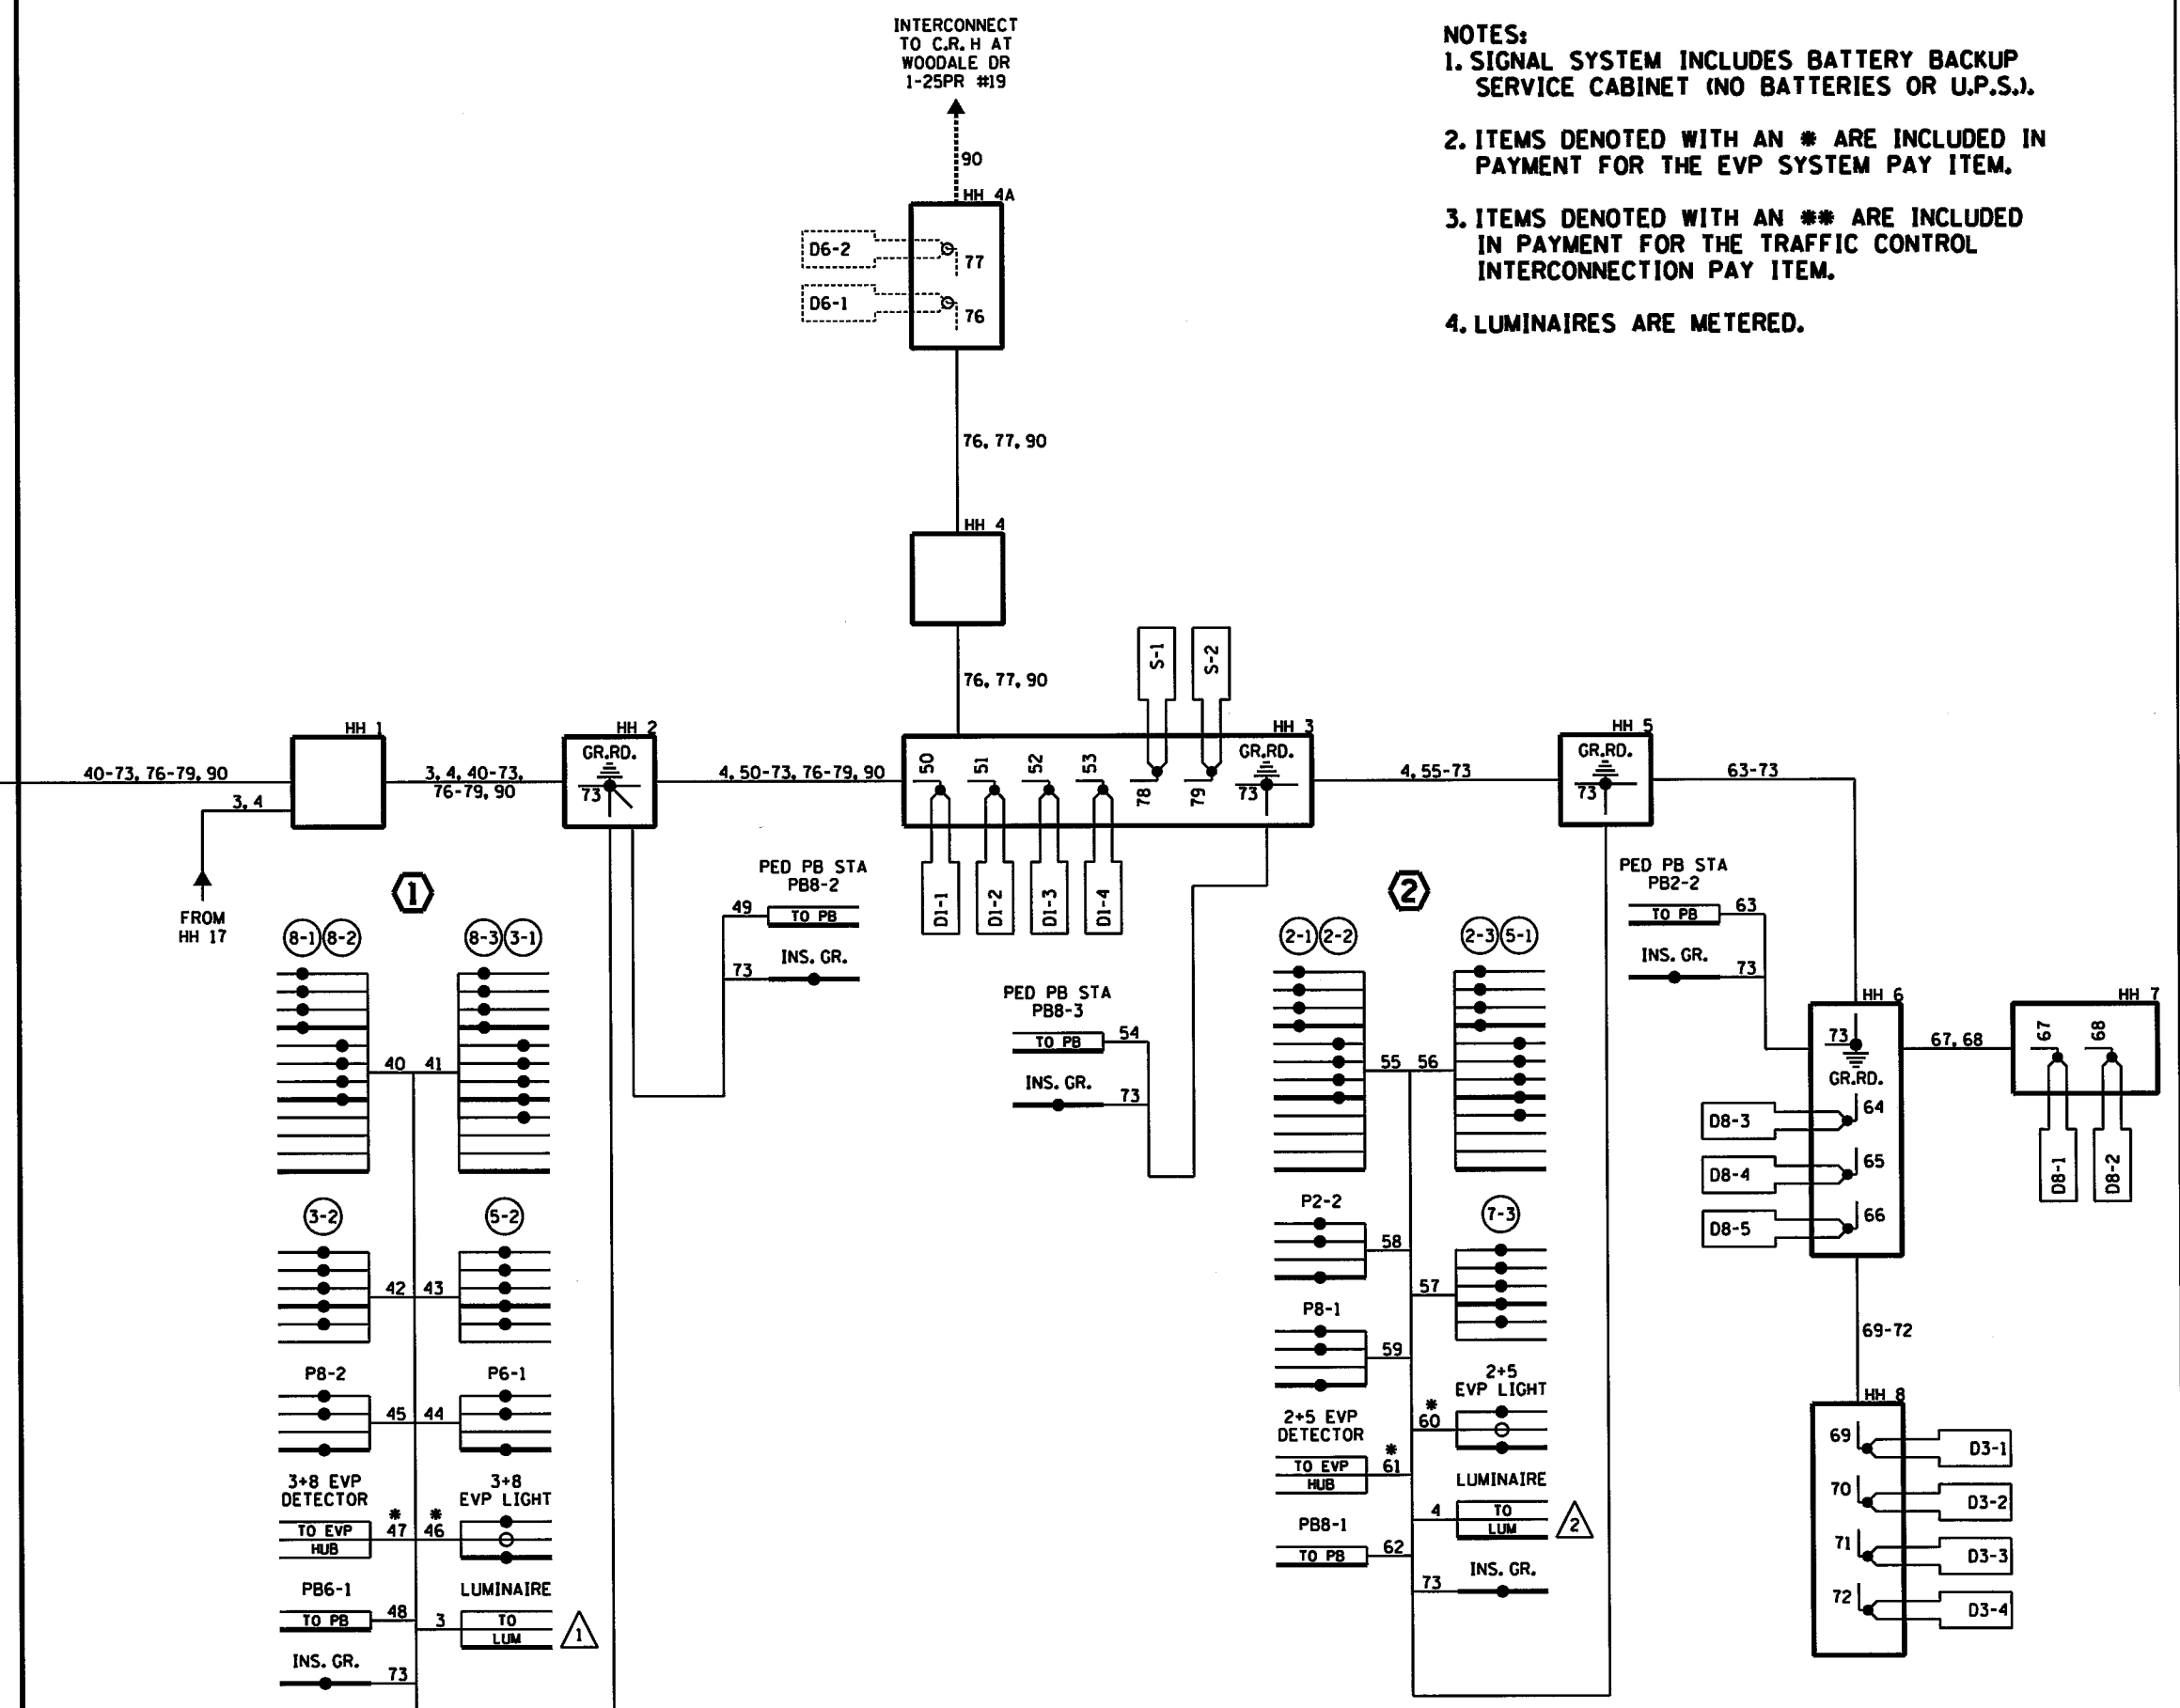 INTERCONNECT
TO C.R. H AT
WOODALE DR
1-25PR #19
90
NOTES:
1. SIGNAL SYSTEM INCLUDES BATTERY BACKUP
SERVICE CABINET (NO BATTERIES OR U.P.S.).
2. ITEMS DENOTED WITH AN * ARE INCLUDED IN
PAYMENT FOR THE EVP SYSTEM PAY ITEM.
3. ITEMS DENOTED WITH AN ** ARE INCLUDED
IN PAYMENT FOR THE TRAFFIC CONTROL
INTERCONNECTION PAY ITEM.
4. LUMINAIRES ARE METERED.
HH 4A
D6-2
77
D6-1
76
76, 77, 90
HH 4
76, 77, 90
S-1
S-2
40-73, 76-79, 90
3, 4
FROM
HH 17
HH 1
3, 4, 40-73,
76-79, 90
HH 2
GR.RD.
73
4, 50-73, 76-79, 90
HH 3
50
51
52
53
78
79
GR.RD.
73
D1-1
D1-2
D1-3
D1-4
4, 55-73
HH 5
GR.RD.
73
63-73
1
8-1
8-2
8-3
3-1
40
41
3-2
5-2
42
43
P8-2
P6-1
45
44
3+8 EVP
DETECTOR
TO EVP
HUB
*
47
*
46
3+8
EVP LIGHT
PB6-1
TO PB
48
LUMINAIRE
3
TO
LUM
1
INS. GR.
73
PED PB STA
PB8-2
49
TO PB
INS. GR.
73
PED PB STA
PB8-3
TO PB
54
INS. GR.
73
2
2-1
2-2
2-3
5-1
55
56
P2-2
58
7-3
57
P8-1
59
2+5
EVP LIGHT
*
60
2+5 EVP
DETECTOR
TO EVP
HUB
*
61
LUMINAIRE
4
TO
LUM
2
PB8-1
TO PB
62
INS. GR.
73
PED PB STA
PB2-2
TO PB
63
INS. GR.
73
HH 6
73
GR.RD.
D8-3
64
D8-4
65
D8-5
66
67, 68
HH 7
67
68
D8-1
D8-2
69-72
HH 8
69
D3-1
70
D3-2
71
D3-3
72
D3-4